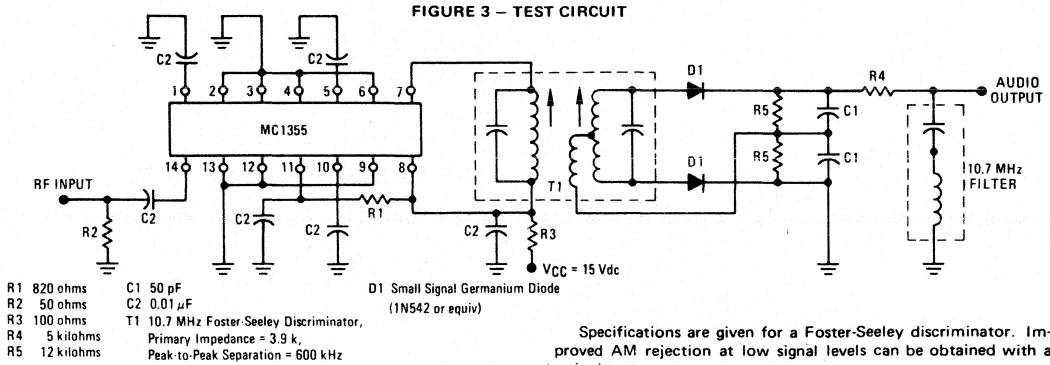 FIGURE 3 – TEST CIRCUIT
C2
C2
1 2 3 4 5 6 7
MC1355
14 13 12 11 10 9 8
RF INPUT
C2
R2
C2
C2
R1
C2
R3
VCC = 15 Vdc
T1
D1
D1
R5
R5
C1
C1
R4
AUDIO
OUTPUT
10.7 MHz
FILTER
R1 820 ohms
R2 50 ohms
R3 100 ohms
R4 5 kilohms
R5 12 kilohms
C1 50 pF
C2 0.01 µF
T1 10.7 MHz Foster-Seeley Discriminator,
Primary Impedance = 3.9 k,
Peak-to-Peak Separation = 600 kHz
D1 Small Signal Germanium Diode
(1N542 or equiv)
Specifications are given for a Foster-Seeley discriminator. Im-
proved AM rejection at low signal levels can be obtained with a